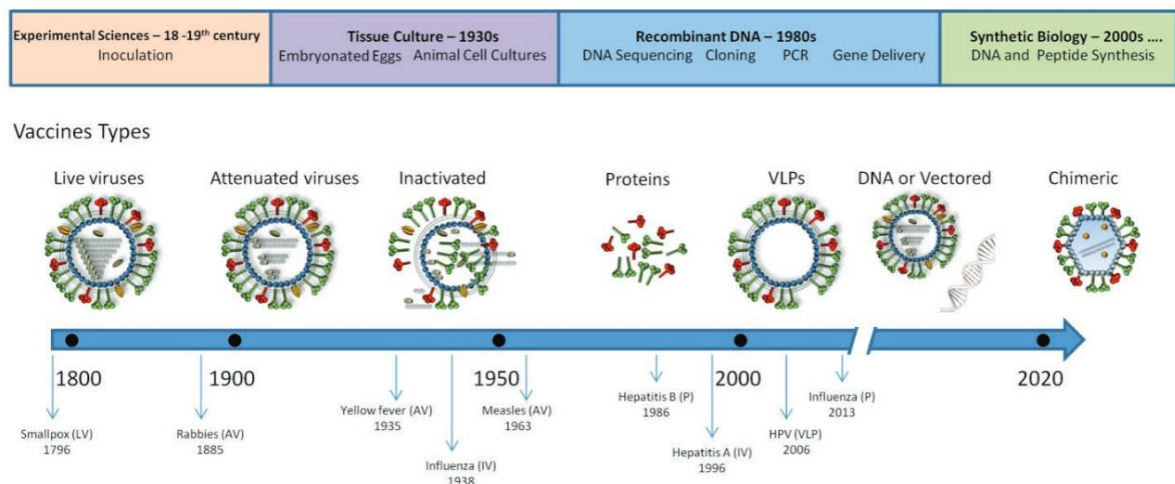 Experimental Sciences – 18 -19th century
Inoculation
Tissue Culture – 1930s
Embryonated Eggs Animal Cell Cultures
Recombinant DNA – 1980s
DNA Sequencing Cloning PCR Gene Delivery
Synthetic Biology – 2000s ....
DNA and Peptide Synthesis
Vaccines Types
Live viruses
Attenuated viruses
Inactivated
Proteins
VLPs
DNA or Vectored
Chimeric
1800
1900
1950
2000
2020
Smallpox (LV)
1796
Rabbies (AV)
1885
Yellow fever (AV)
1935
Influenza (IV)
1938
Measles (AV)
1963
Hepatitis B (P)
1986
Hepatitis A (IV)
1996
HPV (VLP)
2006
Influenza (P)
2013